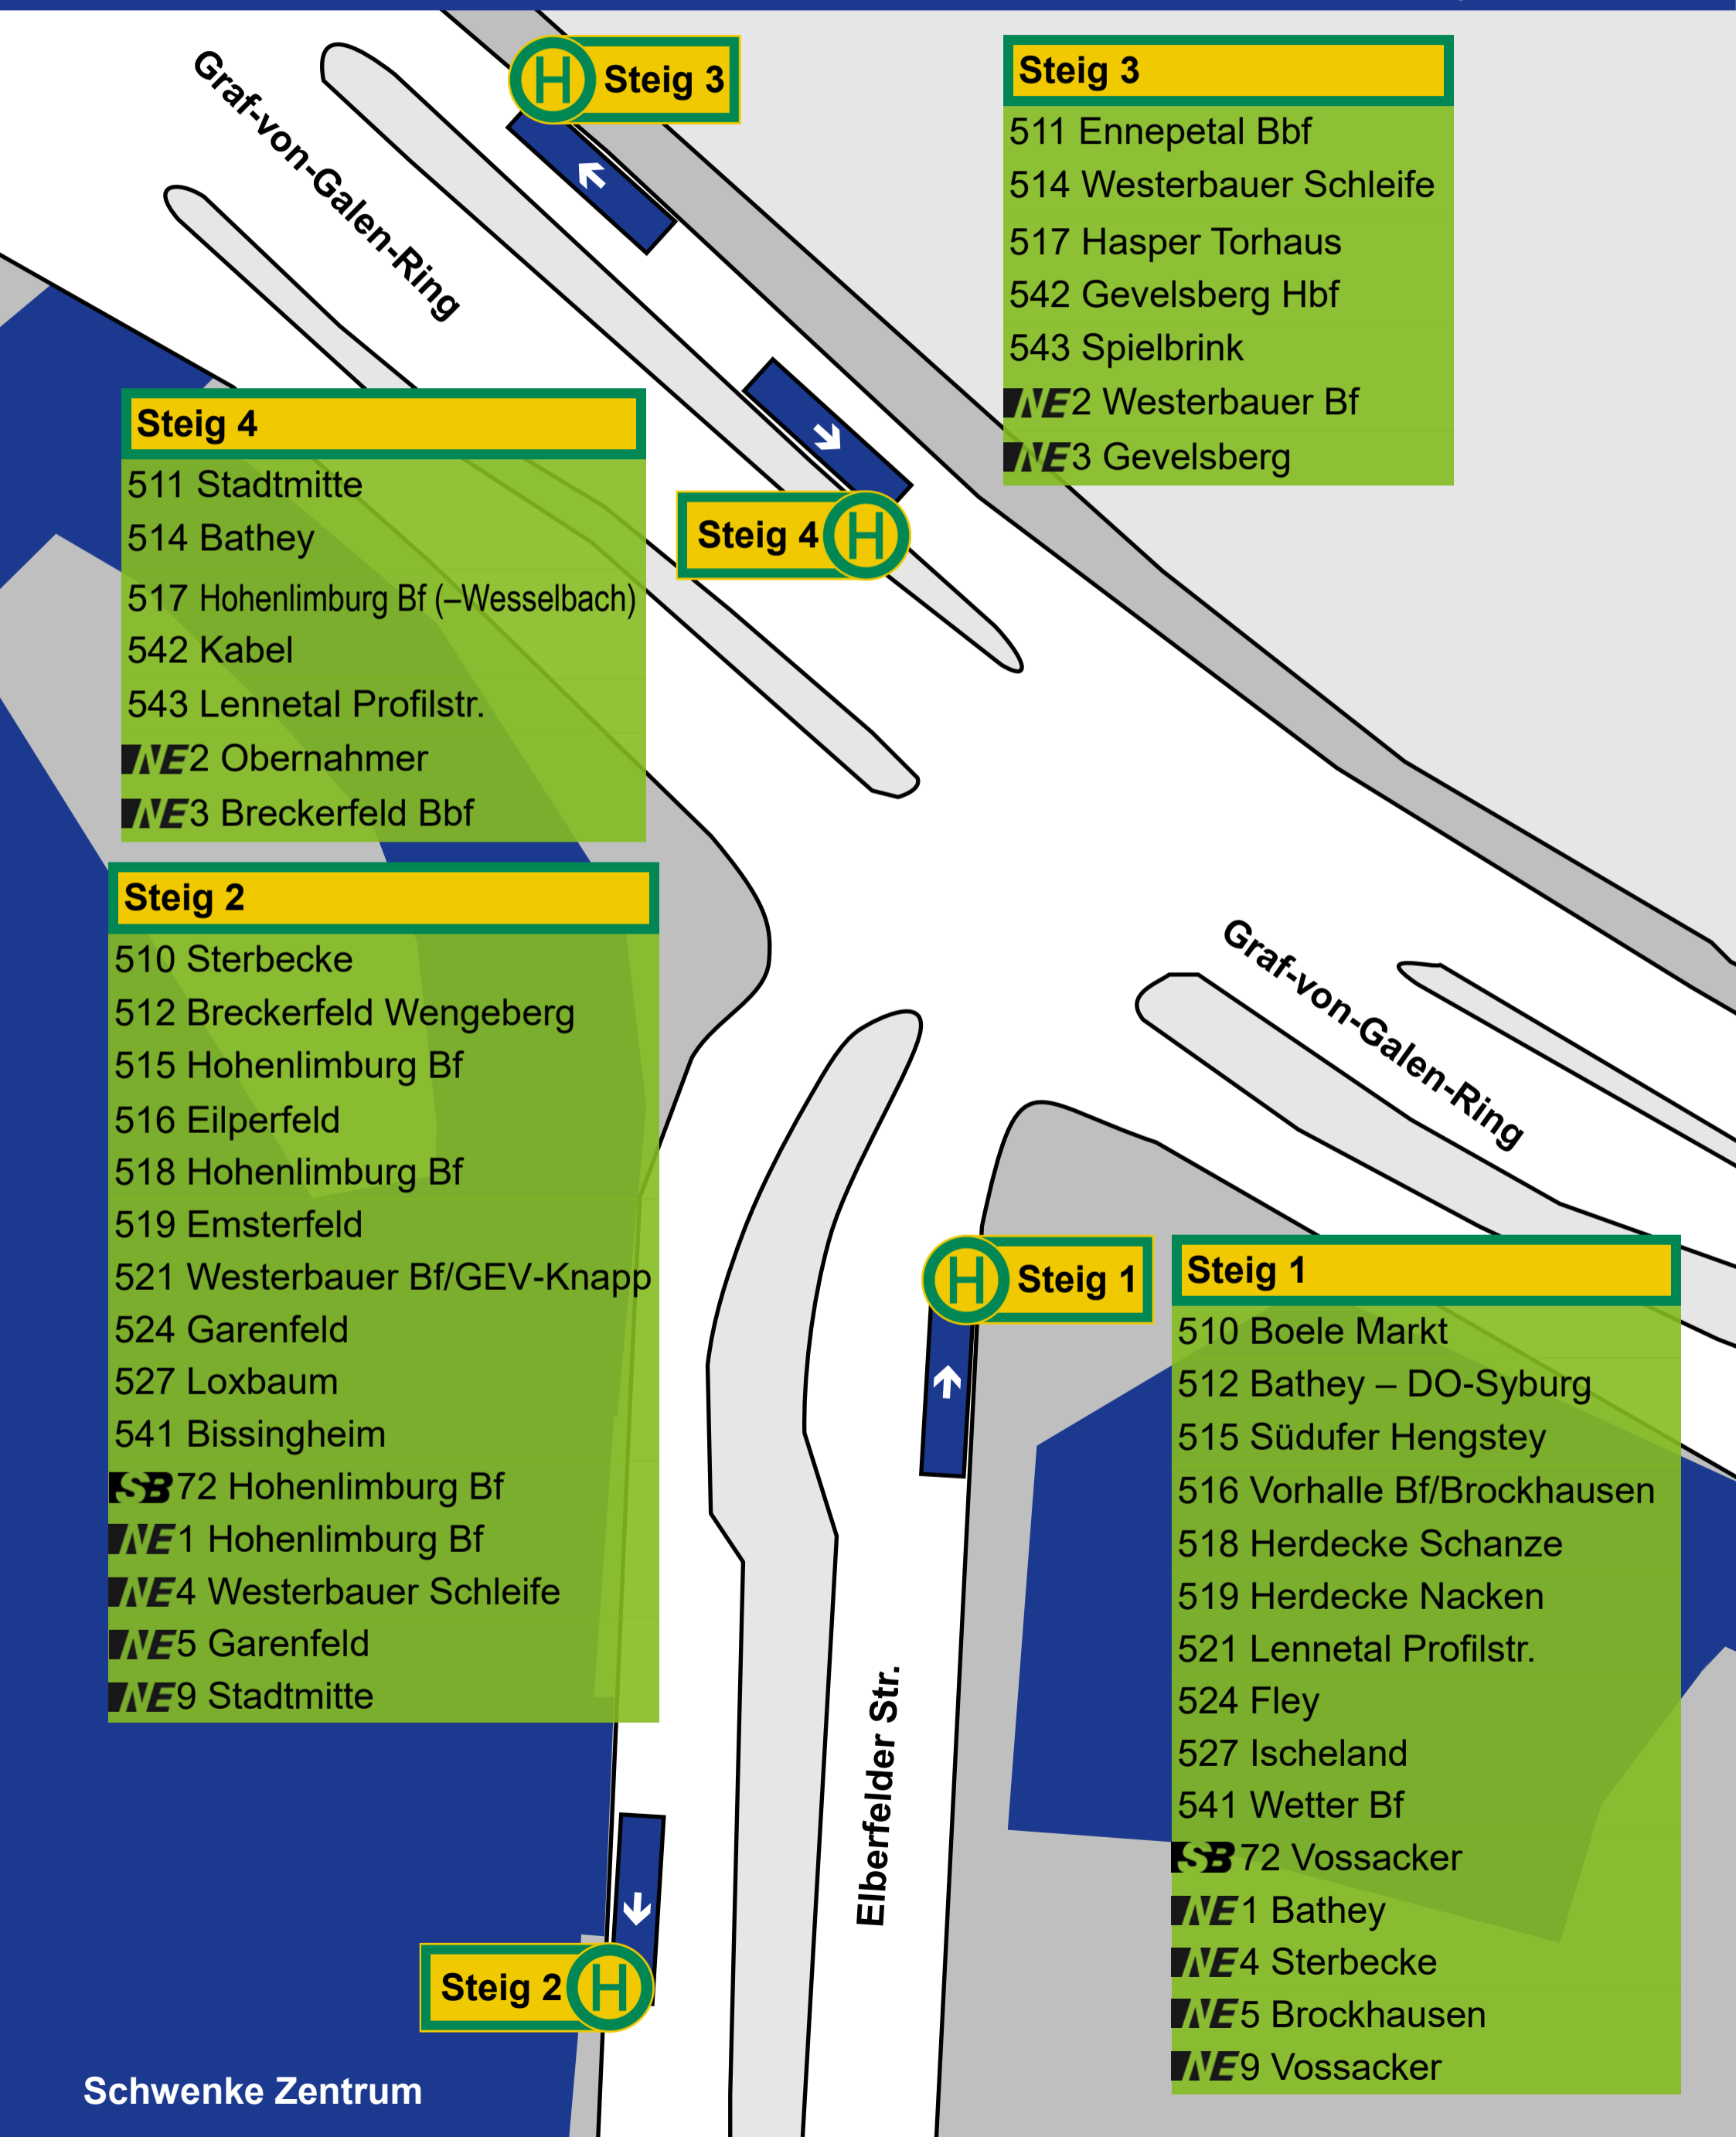 Graf-von-Galen-Ring
H Steig 3
Steig 3
511 Ennepetal Bbf
514 Westerbauer Schleife
517 Hasper Torhaus
542 Gevelsberg Hbf
543 Spielbrink
NE2 Westerbauer Bf
NE3 Gevelsberg
Steig 4 H
Steig 4
511 Stadtmitte
514 Bathey
517 Hohenlimburg Bf (–Wesselbach)
542 Kabel
543 Lennetal Profilstr.
NE2 Obernahmer
NE3 Breckerfeld Bbf
Steig 2
510 Sterbecke
512 Breckerfeld Wengeberg
515 Hohenlimburg Bf
516 Eilperfeld
518 Hohenlimburg Bf
519 Emsterfeld
521 Westerbauer Bf/GEV-Knapp
524 Garenfeld
527 Loxbaum
541 Bissingheim
SB72 Hohenlimburg Bf
NE1 Hohenlimburg Bf
NE4 Westerbauer Schleife
NE5 Garenfeld
NE9 Stadtmitte
Graf-von-Galen-Ring
H Steig 1
Steig 1
510 Boele Markt
512 Bathey – DO-Syburg
515 Südufer Hengstey
516 Vorhalle Bf/Brockhausen
518 Herdecke Schanze
519 Herdecke Nacken
521 Lennetal Profilstr.
524 Fley
527 Ischeland
541 Wetter Bf
SB72 Vossacker
NE1 Bathey
NE4 Sterbecke
NE5 Brockhausen
NE9 Vossacker
Elberfelder Str.
Steig 2 H
Schwenke Zentrum